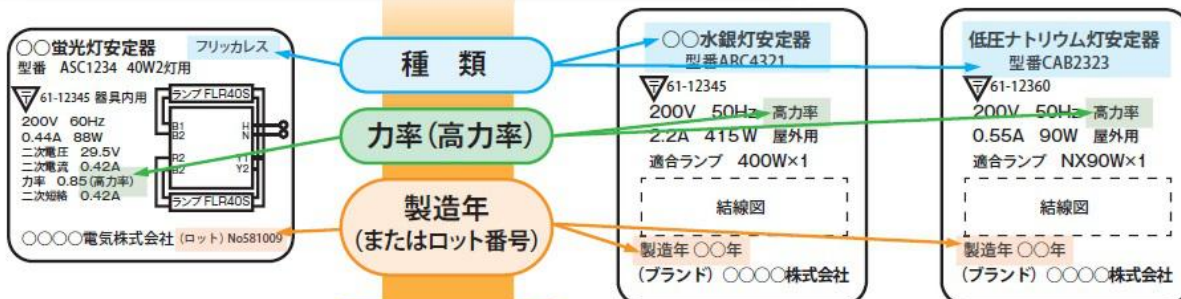 ○○蛍光灯安定器 フリッカレス
型番 ASC1234 40W2灯用
T 61-12345 器具内用
ランプ FLR40S
200V 60Hz
0.44A 88W
二次電圧 29.5V
二次電流 0.42A
力率 0.85(高力率)
二次短絡 0.42A
B1
B2
R2
B2
H
N
Y1
Y2
ランプ FLR40S
○○○○電気株式会社 (ロット) No581009
種 類
力率(高力率)
製造年
(またはロット番号)
○○水銀灯安定器
型番ABC4321
T 61-12345
200V 50Hz 高力率
2.2A 415W 屋外用
適合ランプ 400W×1
結線図
製造年 ○○年
(ブランド) ○○○○株式会社
低圧ナトリウム灯安定器
型番CAB2323
T 61-12360
200V 50Hz 高力率
0.55A 90W 屋外用
適合ランプ NX90W×1
結線図
製造年 ○○年
(ブランド) ○○○○株式会社